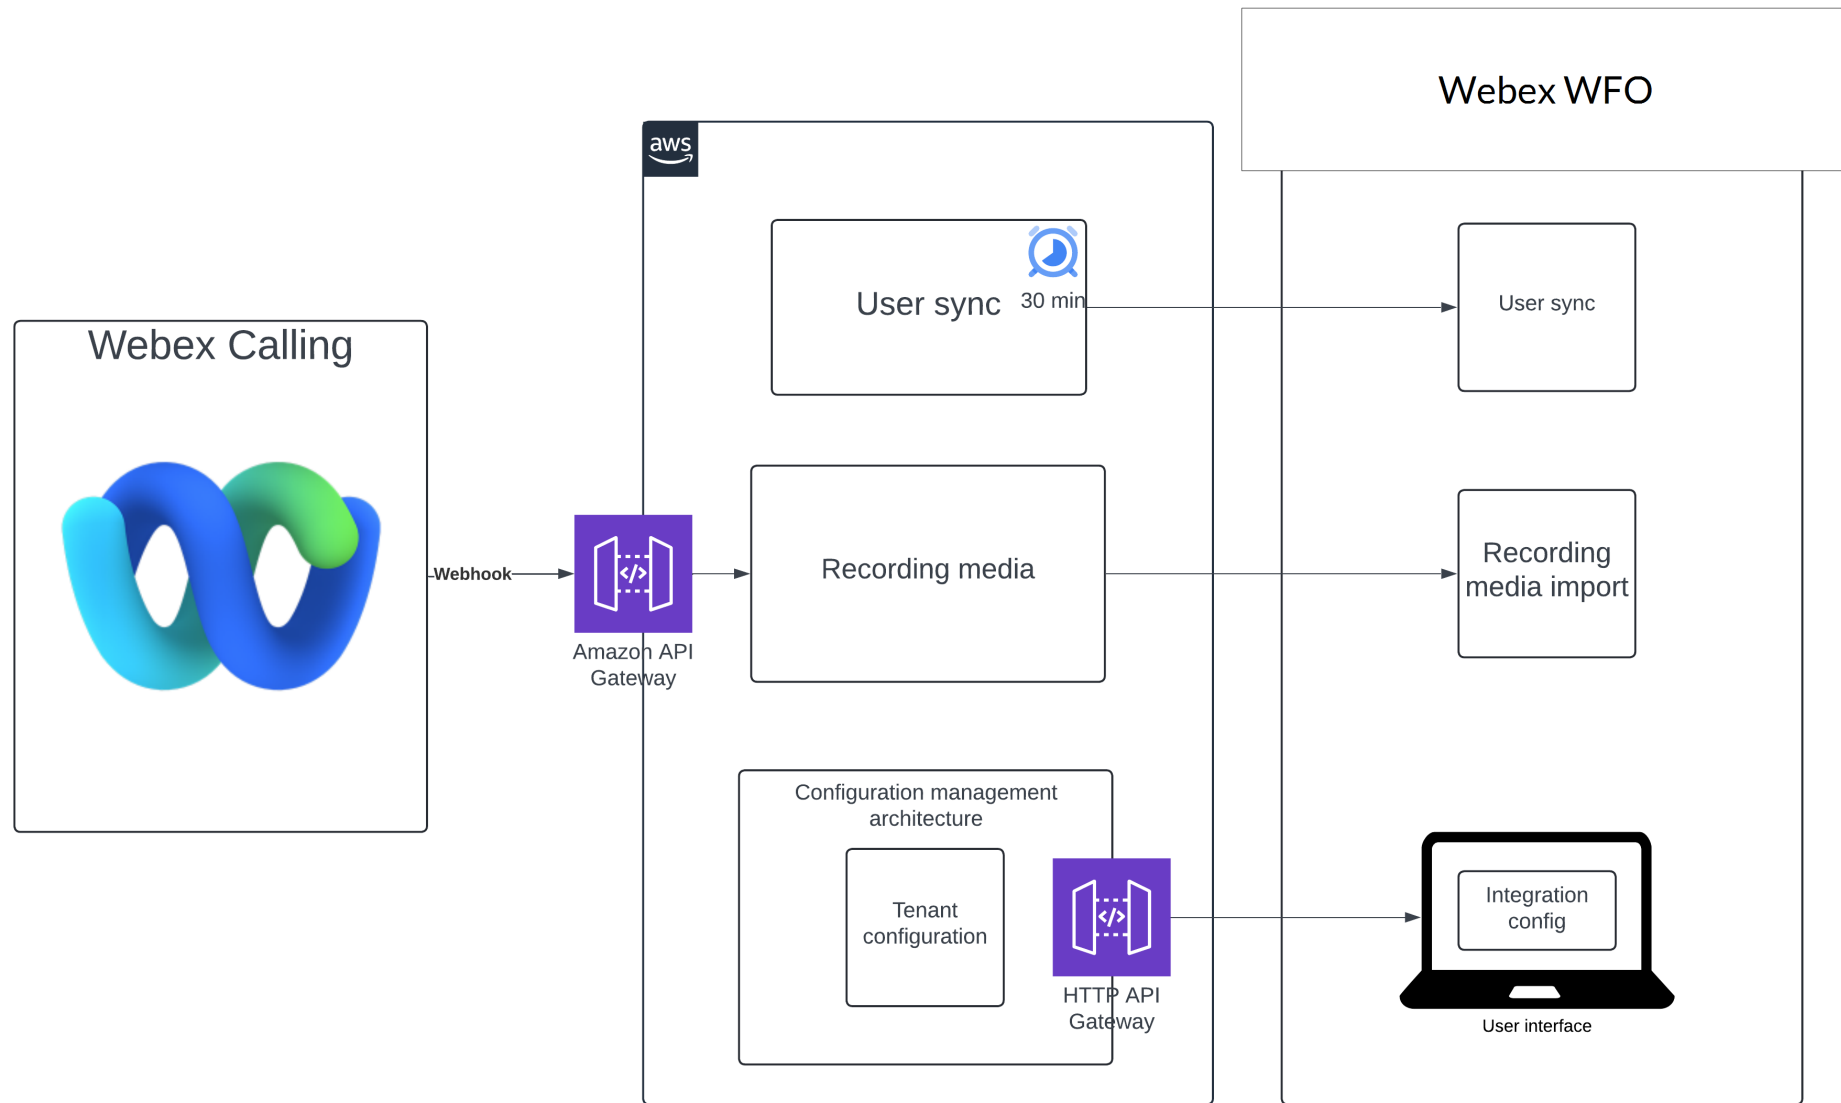 Webex WFO
aws
User sync
30 min
User sync
Webex Calling
Webhook
Amazon API
Gateway
Recording media
Recording
media import
Configuration management
architecture
Tenant
configuration
HTTP API
Gateway
Integration
config
User interface